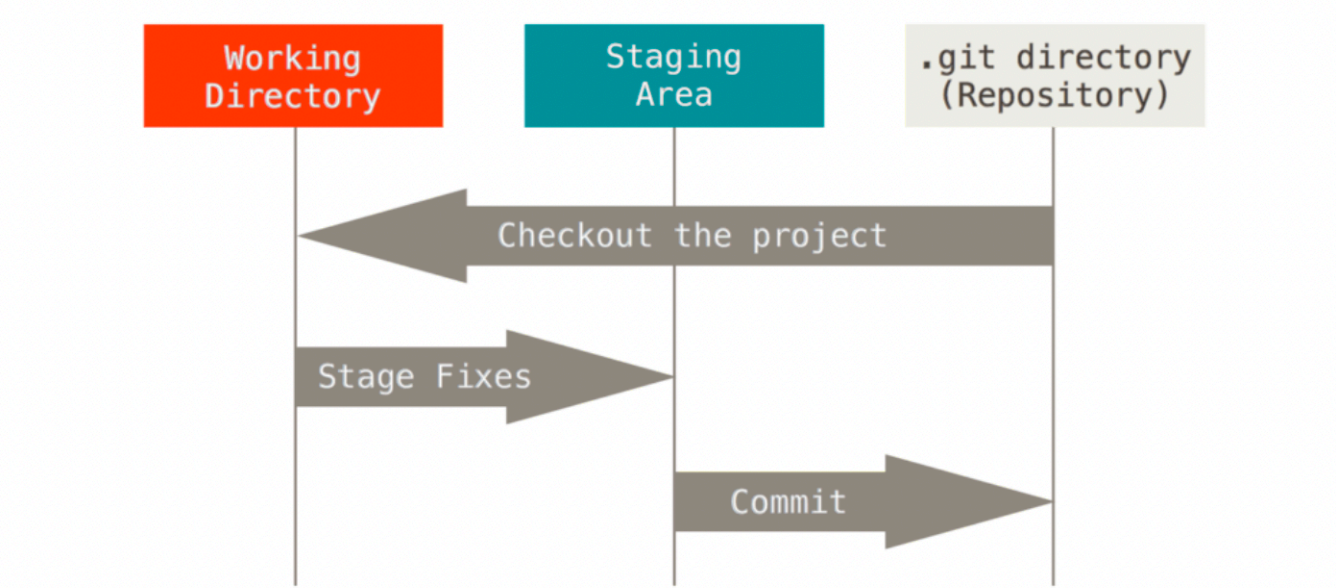 Working
Directory
Staging
Area
.git directory
(Repository)
Checkout the project
Stage Fixes
Commit